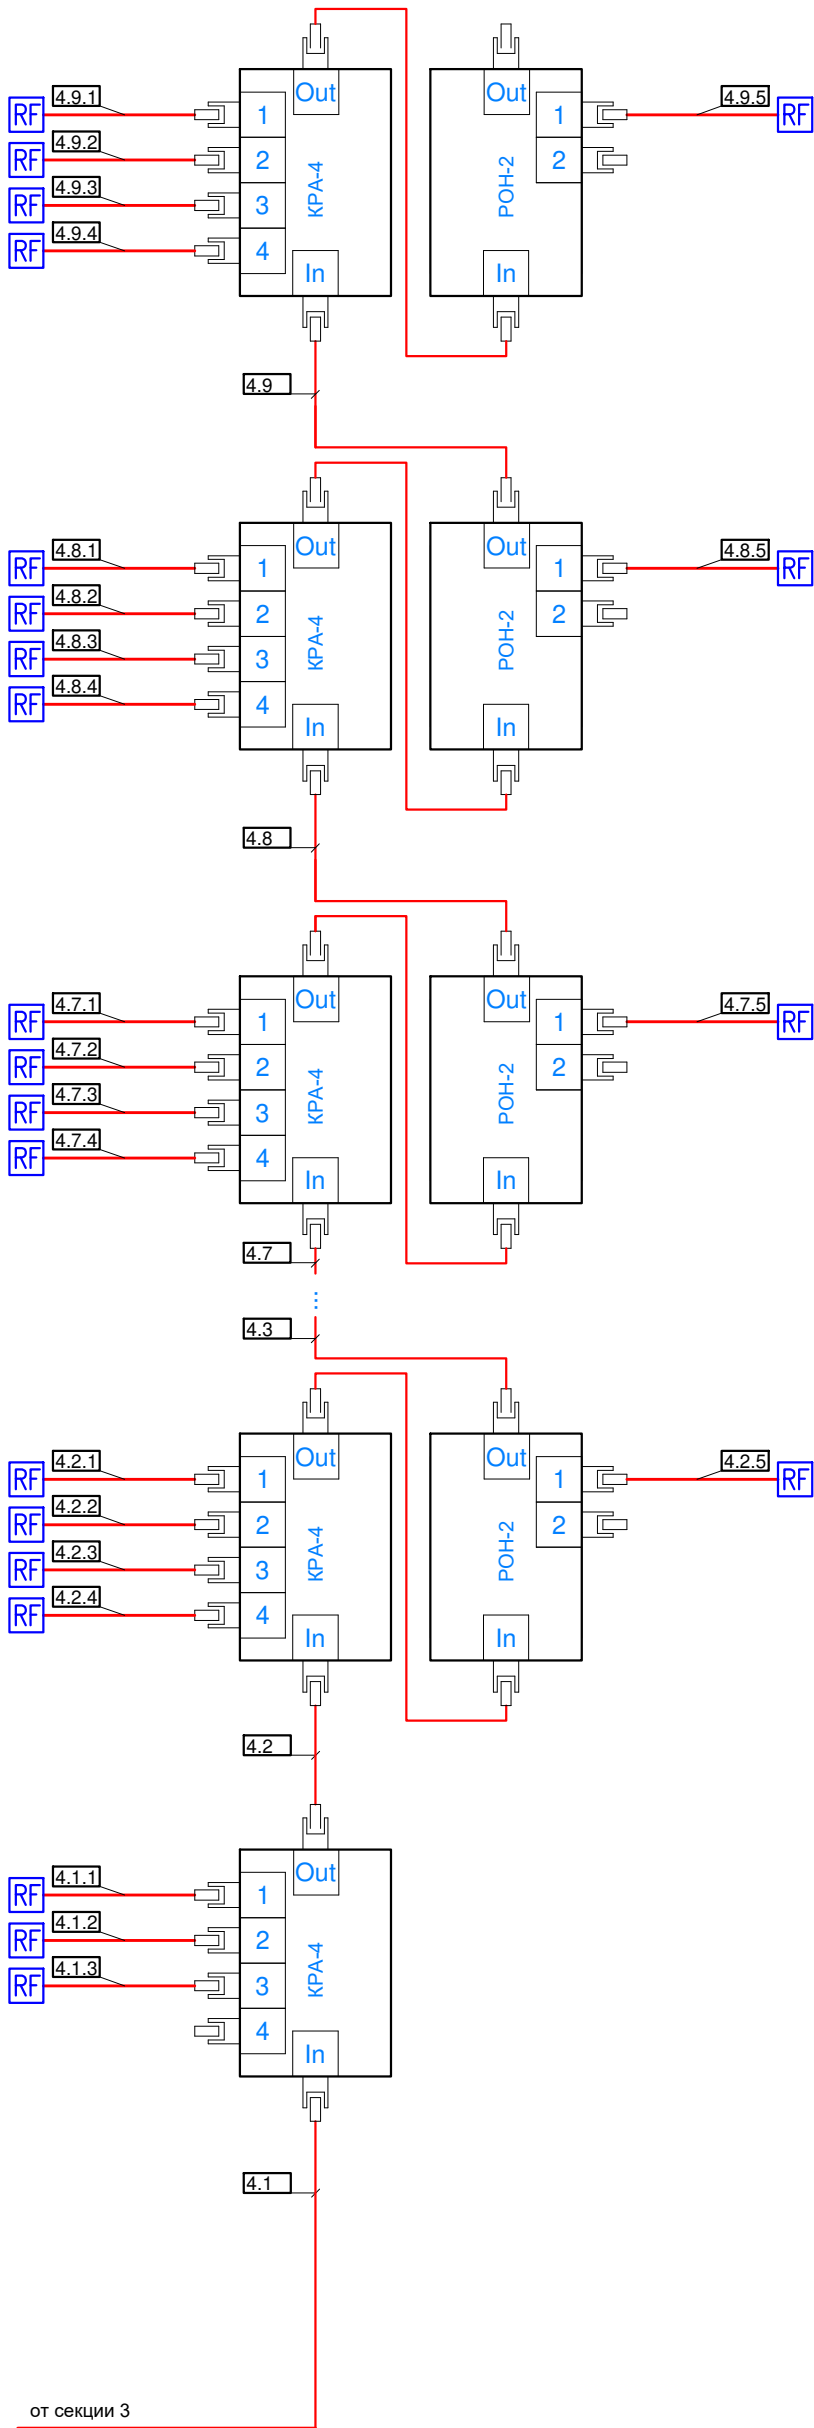 Out Out
4.9.1 4.9.5
RF 1 1 RF
4.9.2
RF 2 2
КРА-4 РОН-2
4.9.3
RF 3
4.9.4
RF 4
In In
4.9
Out Out
4.8.1 4.8.5
RF 1 1 RF
4.8.2
RF 2 2
КРА-4 РОН-2
4.8.3
RF 3
4.8.4
RF 4
In In
4.8
Out Out
4.7.1 4.7.5
RF 1 1 RF
4.7.2
RF 2 2
КРА-4 РОН-2
4.7.3
RF 3
4.7.4
RF 4
In In
4.7
...
4.3
Out Out
4.2.1 4.2.5
RF 1 1 RF
4.2.2
RF 2 2
КРА-4 РОН-2
4.2.3
RF 3
4.2.4
RF 4
In In
4.2
Out
4.1.1
RF 1
4.1.2
RF 2
КРА-4
4.1.3
RF 3
4
In
4.1
от секции 3